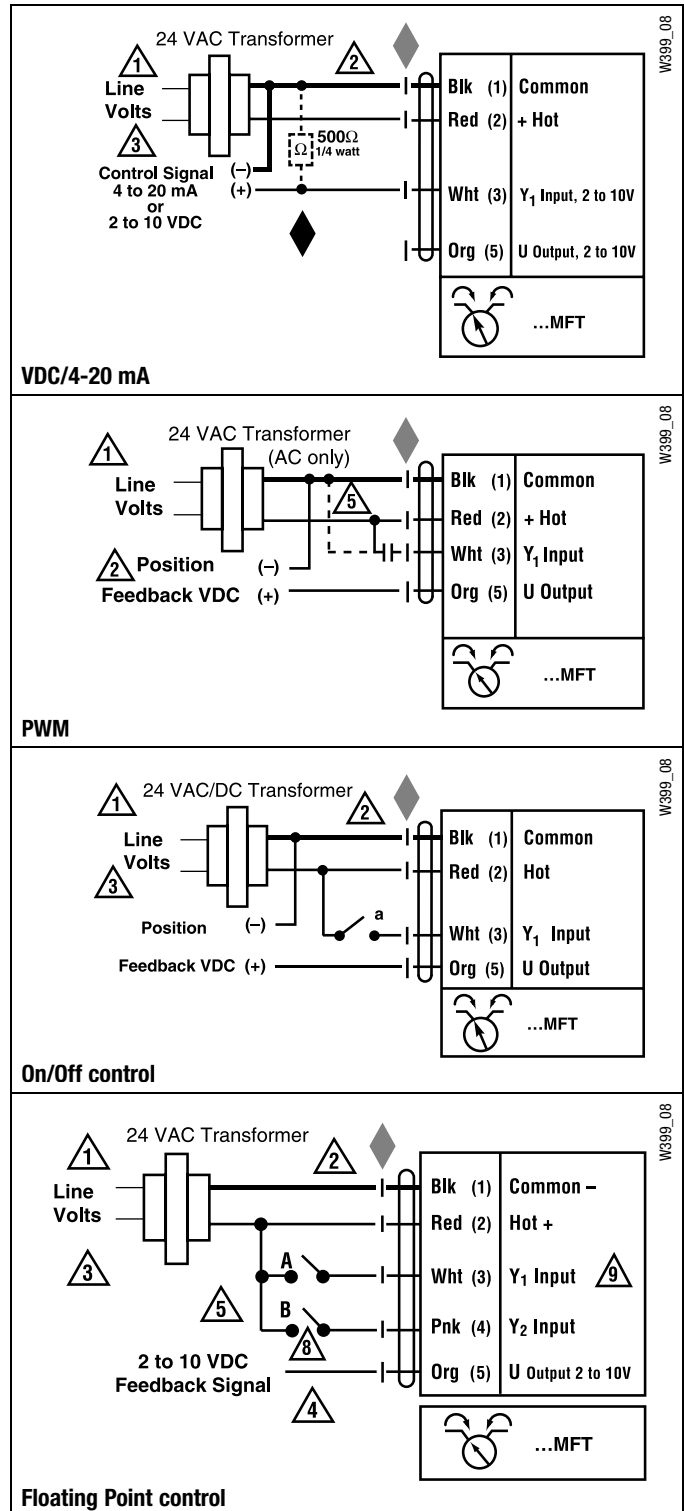 W399_08
24 VAC Transformer
1
2
Line
Volts
3
Control Signal
4 to 20 mA
or
2 to 10 VDC
(–)
(+)
Ω
500Ω
1/4 watt
Blk (1) Common
Red (2) + Hot
Wht (3) Y₁ Input, 2 to 10V
Org (5) U Output, 2 to 10V
...MFT
VDC/4-20 mA
W399_08
24 VAC Transformer
(AC only)
1
Line
Volts
5
2 Position (–)
Feedback VDC (+)
Blk (1) Common
Red (2) + Hot
Wht (3) Y₁ Input
Org (5) U Output
...MFT
PWM
W399_08
24 VAC/DC Transformer
1
2
Line
Volts
3
a
Position (–)
Feedback VDC (+)
Blk (1) Common
Red (2) Hot
Wht (3) Y₁ Input
Org (5) U Output
...MFT
On/Off control
W399_08
24 VAC Transformer
1
2
Line
Volts
3
A
5
B
8
2 to 10 VDC
Feedback Signal
4
Blk (1) Common –
Red (2) Hot +
Wht (3) Y₁ Input 9
Pnk (4) Y₂ Input
Org (5) U Output 2 to 10V
...MFT
Floating Point control